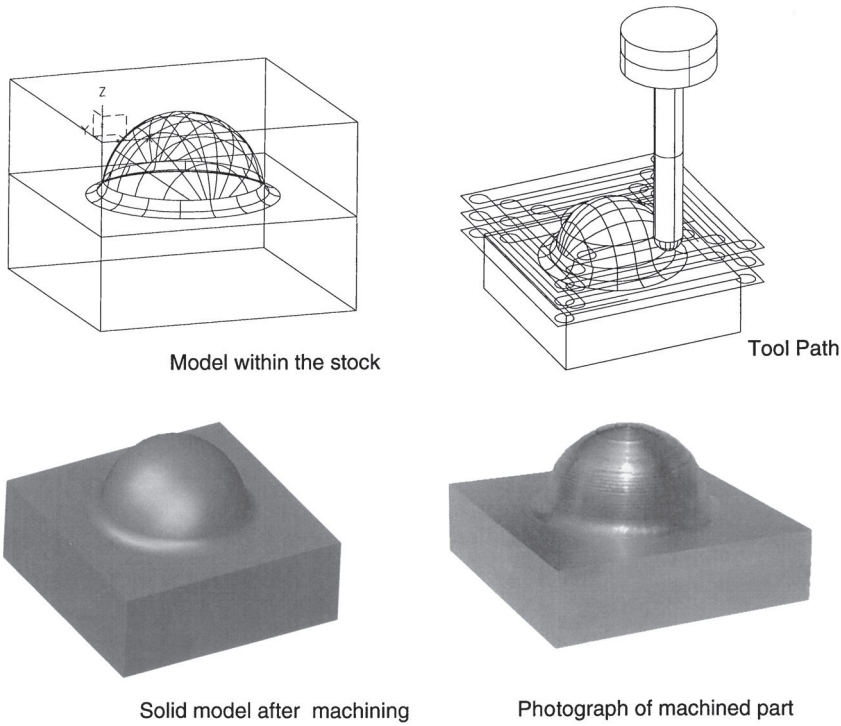 Z
Model within the stock
Tool Path
Solid model after machining
Photograph of machined part